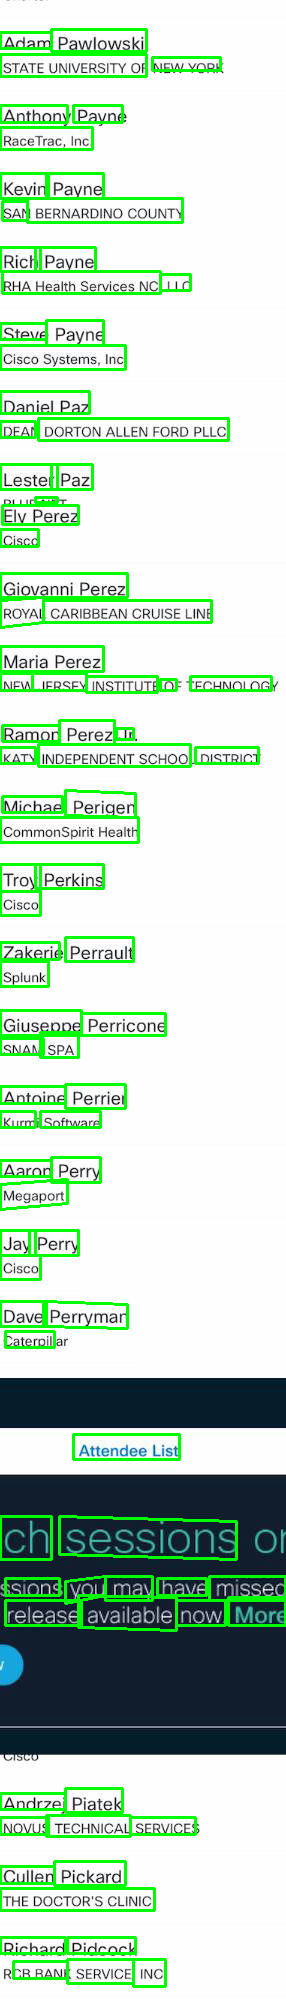 Adam Pawlowski
STATE UNIVERSITY OF NEW YORK
Anthony Payne
RaceTrac, Inc
Kevin Payne
SAN BERNARDINO COUNTY
Rich Payne
RHA Health Services NC, LLC
Steve Payne
Cisco Systems, Inc
Daniel Paz
DEAN DORTON ALLEN FORD PLLC
Lester Paz
Ely Perez
Cisco
Giovanni Perez
ROYAL CARIBBEAN CRUISE LINE
Maria Perez
NEW JERSEY INSTITUTE OF TECHNOLOGY
Ramon Perez Jr.
KATY INDEPENDENT SCHOOL DISTRICT
Michael Perigen
CommonSpirit Health
Troy Perkins
Cisco
Zakerie Perrault
Splunk
Giuseppe Perricone
SNAM SPA
Antoine Perrier
Kurmi Software
Aaron Perry
Megaport
Jay Perry
Cisco
Dave Perryman
Caterpillar
Attendee List
ch sessions on
ssions you may have missed
release available now More
Cisco
Andrzej Piatek
NOVUS TECHNICAL SERVICES
Cullen Pickard
THE DOCTOR'S CLINIC
Richard Pidcock
RCB BANK SERVICE INC